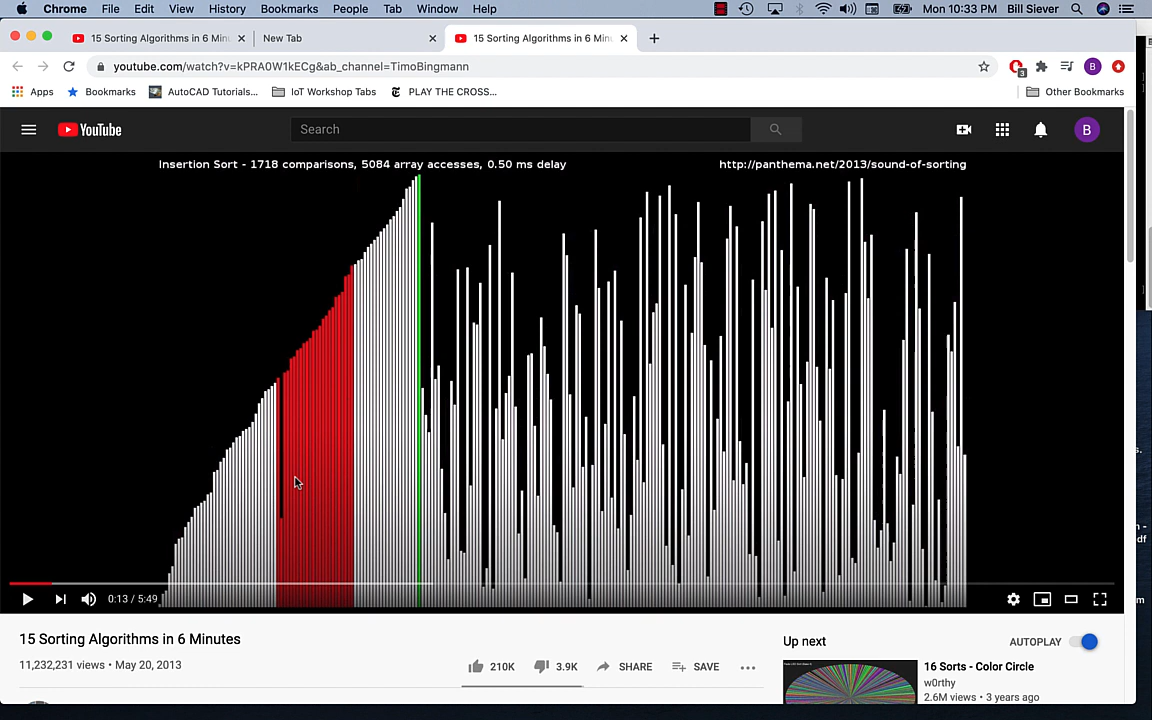 Chrome File Edit View History Bookmarks People Tab Window Help Mon 10:33 PM Bill Siever
15 Sorting Algorithms in 6 Min New Tab 15 Sorting Algorithms in 6 Min
youtube.com/watch?v=kPRA0W1kECg&ab_channel=TimoBingmann 3 B
Apps Bookmarks AutoCAD Tutorials... IoT Workshop Tabs PLAY THE CROSS... Other Bookmarks
YouTube Search B
Insertion Sort - 1718 comparisons, 5084 array accesses, 0.50 ms delay http://panthema.net/2013/sound-of-sorting
0:13 / 5:49
15 Sorting Algorithms in 6 Minutes
11,232,231 views • May 20, 2013 210K 3.9K SHARE SAVE
Up next AUTOPLAY
16 Sorts - Color Circle
w0rthy
2.6M views • 3 years ago